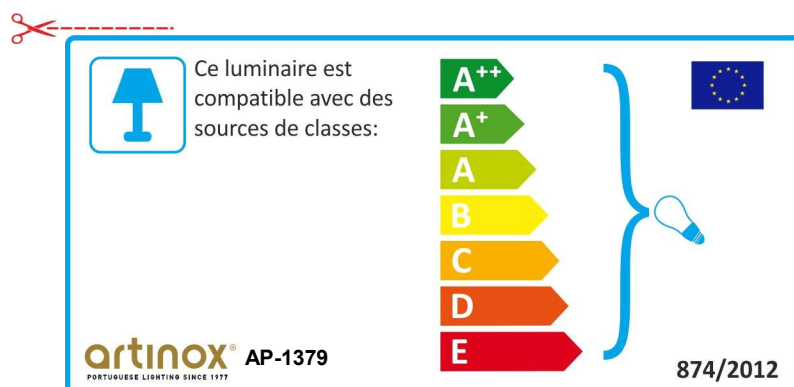 Ce luminaire est
compatible avec des
sources de classes:
A++
A+
A
B
C
D
E
artinox® AP-1379
PORTUGUESE LIGHTING SINCE 1977
874/2012